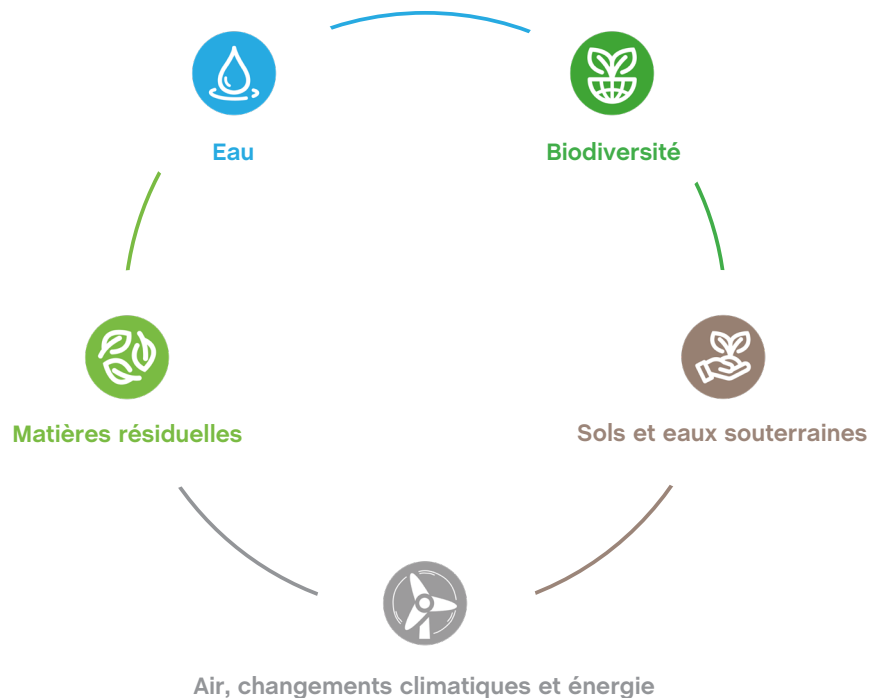 Eau
Biodiversité
Matières résiduelles
Sols et eaux souterraines
Air, changements climatiques et énergie